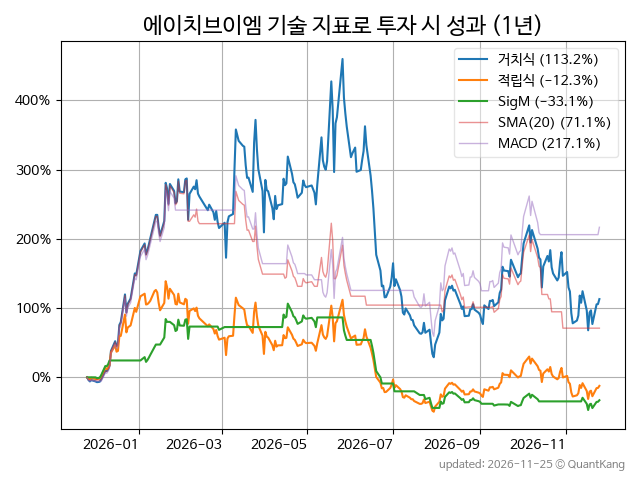 에이치브이엠 기술 지표로 투자 시 성과 (1년)
거치식 (113.2%)
적립식 (−12.3%)
SigM (−33.1%)
SMA(20) (71.1%)
MACD (217.1%)
400%
300%
200%
100%
0%
2026-01 2026-03 2026-05 2026-07 2026-09 2026-11
updated: 2026-11-25 © QuantKang